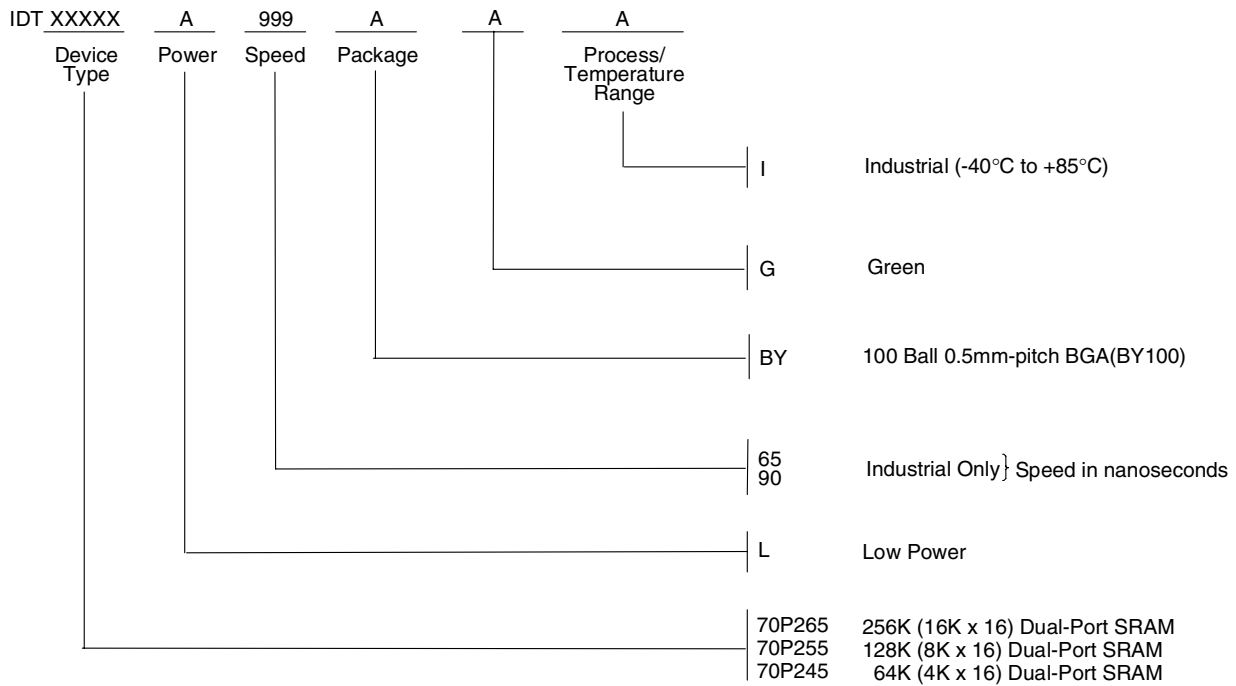 IDT XXXXX A 999 A A A
Device Type Power Speed Package Process/ Temperature Range
I Industrial (-40°C to +85°C)
G Green
BY 100 Ball 0.5mm-pitch BGA(BY100)
65
90 Industrial Only } Speed in nanoseconds
L Low Power
70P265 256K (16K x 16) Dual-Port SRAM
70P255 128K (8K x 16) Dual-Port SRAM
70P245 64K (4K x 16) Dual-Port SRAM